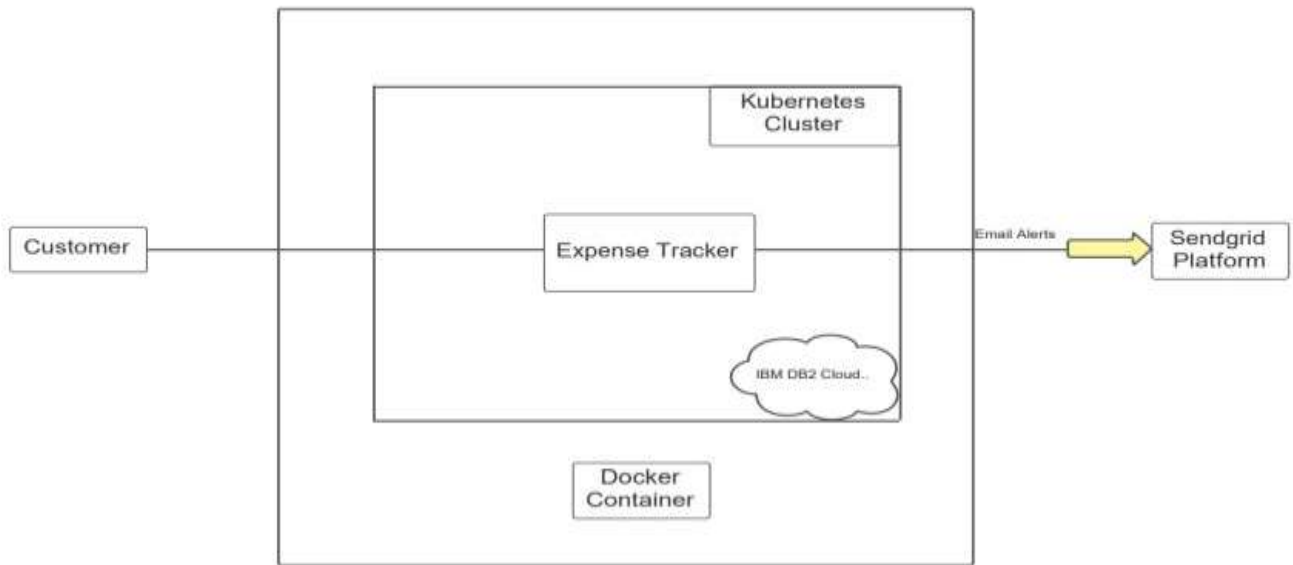 Kubernetes
Cluster
Customer
Expense Tracker
Email Alerts
Sendgrid
Platform
IBM DB2 Cloud..
Docker
Container